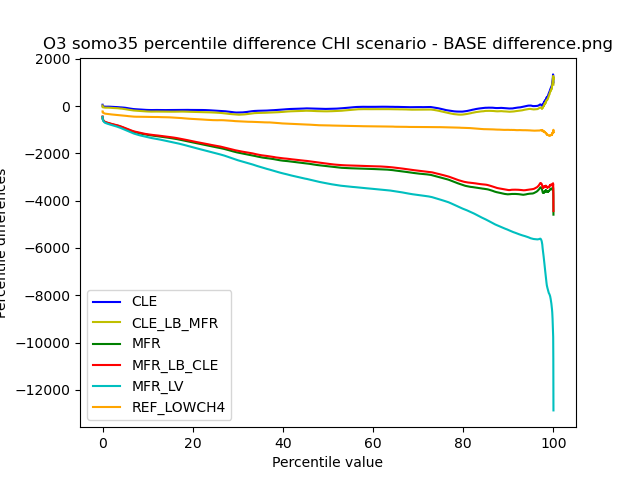 O3 somo35 percentile difference CHI scenario - BASE difference.png
2000
0
−2000
−4000
−6000
−8000
−10000
−12000
differences
CLE
CLE_LB_MFR
MFR
MFR_LB_CLE
MFR_LV
REF_LOWCH4
0 20 40 60 80 100
Percentile value